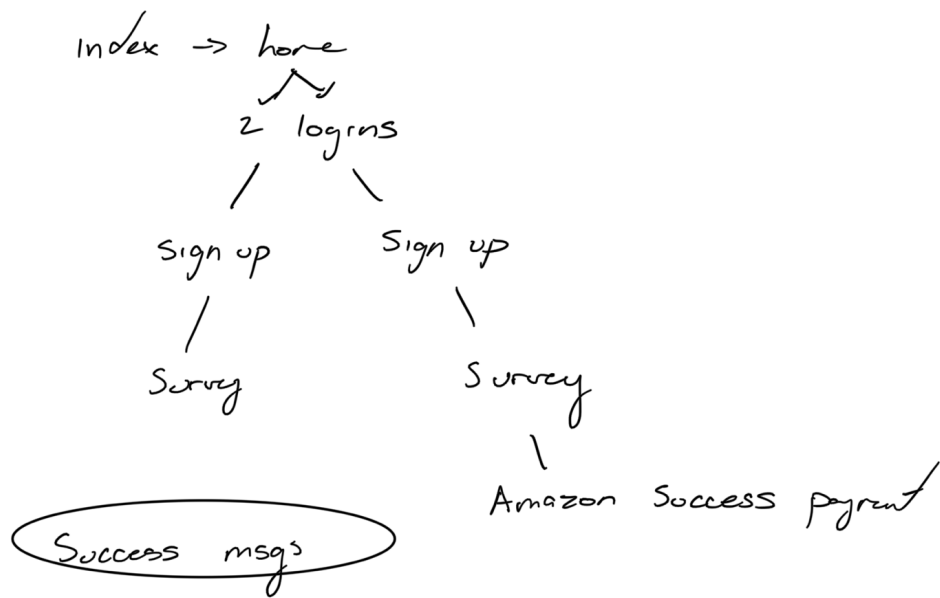 Index → home
2 logins
Sign up Sign up
Survey Survey
Amazon Success payment
Success msgs